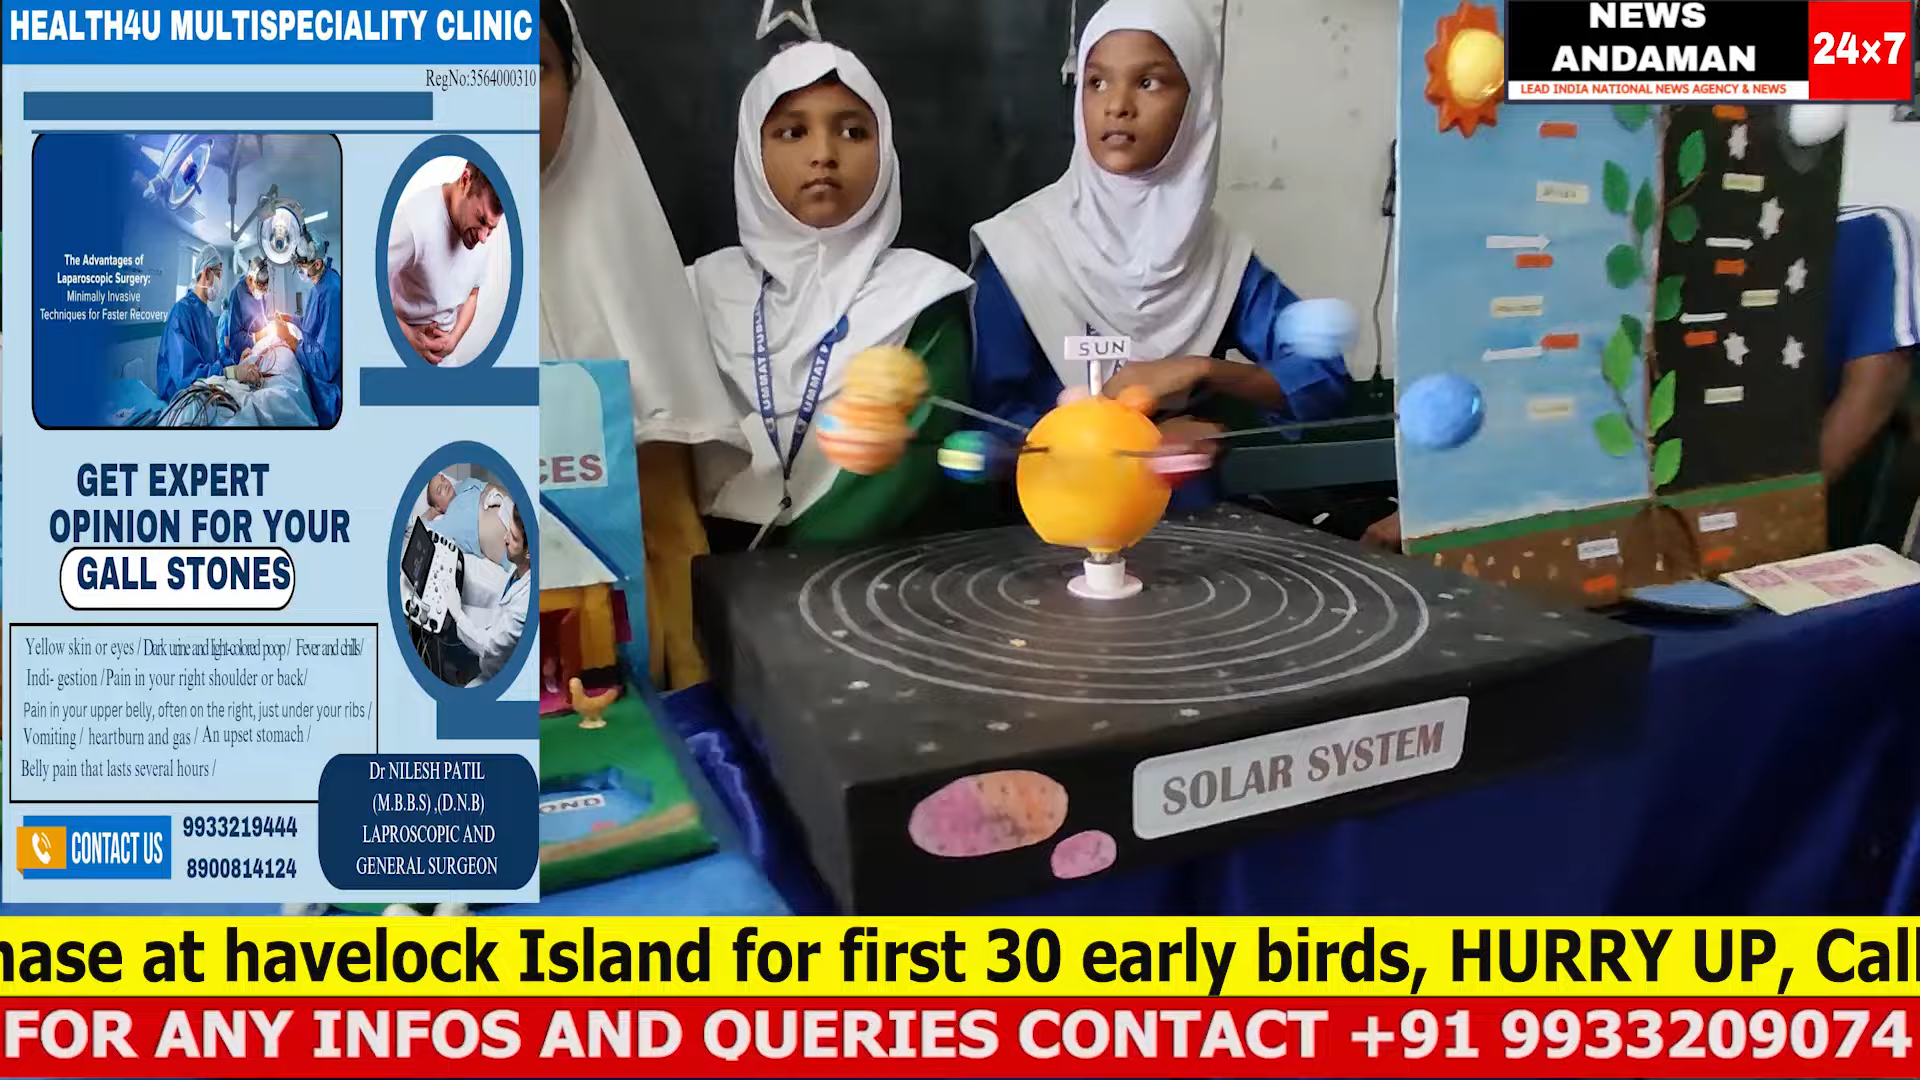 HEALTH4U MULTISPECIALITY CLINIC
RegNo:3564000310
The Advantages of
Laparoscopic Surgery:
Minimally Invasive
Techniques for Faster Recovery
GET EXPERT
OPINION FOR YOUR
GALL STONES
Yellow skin or eyes / Dark urine and light-colored poop / Fever and chills/
Indi- gestion /Pain in your right shoulder or back/
Pain in your upper belly, often on the right, just under your ribs /
Vomiting / heartburn and gas / An upset stomach /
Belly pain that lasts several hours /
Dr NILESH PATIL
(M.B.B.S) ,(D.N.B)
LAPROSCOPIC AND
GENERAL SURGEON
CONTACT US
9933219444
8900814124
NEWS
ANDAMAN
24×7
LEAD INDIA NATIONAL NEWS AGENCY & NEWS
SUN
UMMAT
UMMAT
SOLAR SYSTEM
at havelock Island for first 30 early birds, HURRY UP, Call
FOR ANY INFOS AND QUERIES CONTACT +91 9933209074